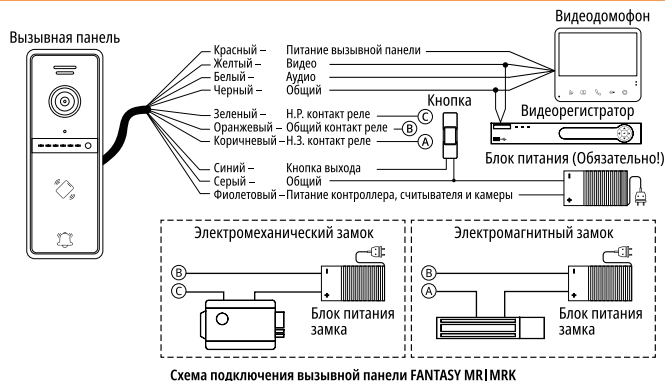 Вызывная панель
Видеодомофон
Красный – Питание вызывной панели
Желтый – Видео
Белый – Аудио
Черный – Общий
Кнопка
Видеорегистратор
Зеленый – Н.Р. контакт реле C
Оранжевый – Общий контакт реле B
Коричневый – Н.З. контакт реле A
Блок питания (Обязательно!)
Синий – Кнопка выхода
Серый – Общий
Фиолетовый – Питание контроллера, считывателя и камеры
- +
Электромеханический замок
B
C
- +
Блок питания
замка
Электромагнитный замок
B
A
- +
Блок питания
замка
Схема подключения вызывной панели FANTASY MR|MRK